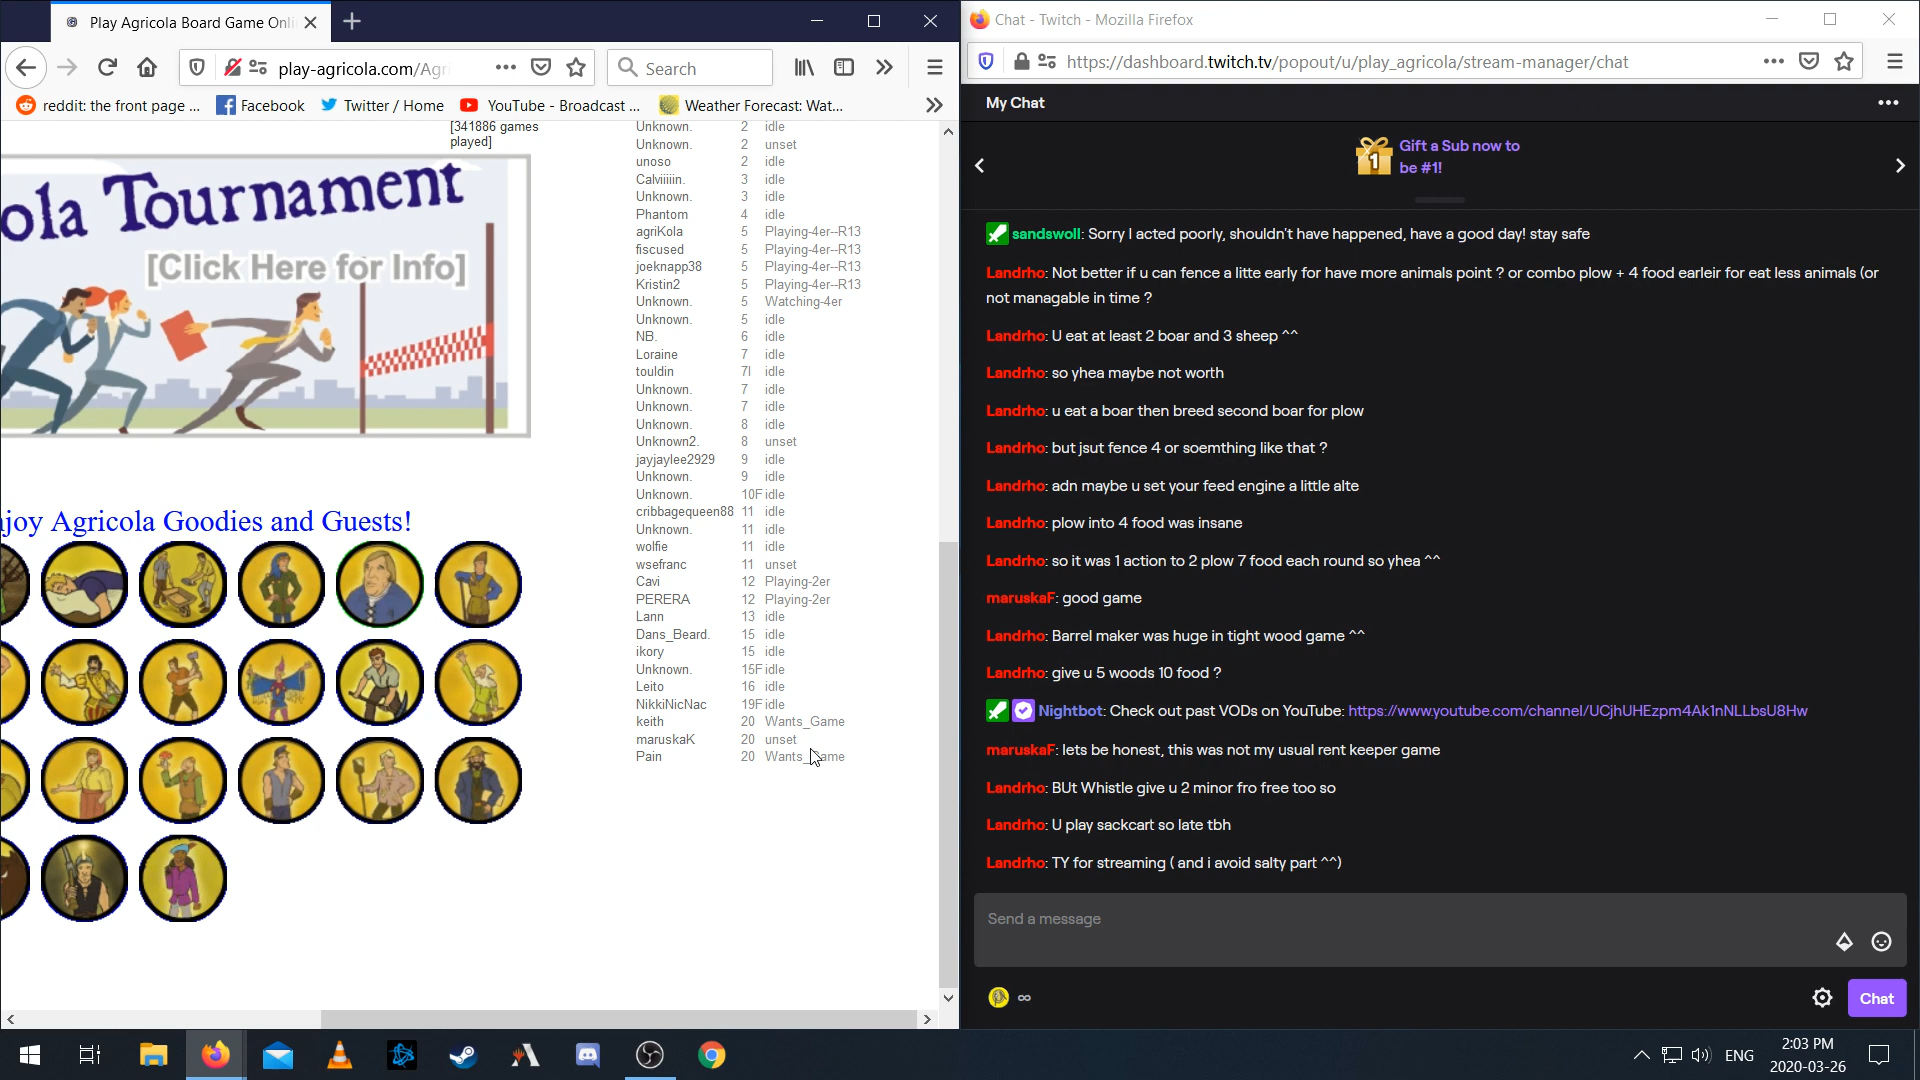 Play Agricola Board Game Onli
play-agricola.com/Agri
Search
reddit: the front page ...
Facebook
Twitter / Home
YouTube - Broadcast ...
Weather Forecast: Wat...
[341886 games
played]
ola Tournament
[Click Here for Info]
njoy Agricola Goodies and Guests!
Unknown. 2 idle
Unknown. 2 unset
unoso 2 idle
Calviiiiin. 3 idle
Unknown. 3 idle
Phantom 4 idle
agriKola 5 Playing-4er--R13
fiscused 5 Playing-4er--R13
joeknapp38 5 Playing-4er--R13
Kristin2 5 Playing-4er--R13
Unknown. 5 Watching-4er
Unknown. 5 idle
NB. 6 idle
Loraine 7 idle
touldin 7I idle
Unknown. 7 idle
Unknown. 7 idle
Unknown. 8 idle
Unknown2. 8 unset
jayjaylee2929 9 idle
Unknown. 9 idle
Unknown. 10F idle
cribbagequeen88 11 idle
Unknown. 11 idle
wolfie 11 idle
wsefranc 11 unset
Cavi 12 Playing-2er
PERERA 12 Playing-2er
Lann 13 idle
Dans_Beard. 15 idle
ikory 15 idle
Unknown. 15F idle
Leito 16 idle
NikkiNicNac 19F idle
keith 20 Wants_Game
maruskaK 20 unset
Pain 20 Wants_Game
Chat - Twitch - Mozilla Firefox
https://dashboard.twitch.tv/popout/u/play_agricola/stream-manager/chat
My Chat
1
Gift a Sub now to
be #1!
sandswoll: Sorry I acted poorly, shouldn't have happened, have a good day! stay safe
Landrho: Not better if u can fence a litte early for have more animals point ? or combo plow + 4 food earleir for eat less animals (or
not managable in time ?
Landrho: U eat at least 2 boar and 3 sheep ^^
Landrho: so yhea maybe not worth
Landrho: u eat a boar then breed second boar for plow
Landrho: but jsut fence 4 or soemthing like that ?
Landrho: adn maybe u set your feed engine a little alte
Landrho: plow into 4 food was insane
Landrho: so it was 1 action to 2 plow 7 food each round so yhea ^^
maruskaF: good game
Landrho: Barrel maker was huge in tight wood game ^^
Landrho: give u 5 woods 10 food ?
Nightbot: Check out past VODs on YouTube: https://www.youtube.com/channel/UCjhUHEzpm4Ak1nNLLbsU8Hw
maruskaF: lets be honest, this was not my usual rent keeper game
Landrho: BUt Whistle give u 2 minor fro free too so
Landrho: U play sackcart so late tbh
Landrho: TY for streaming ( and i avoid salty part ^^)
Send a message
∞
Chat
ENG
2:03 PM
2020-03-26